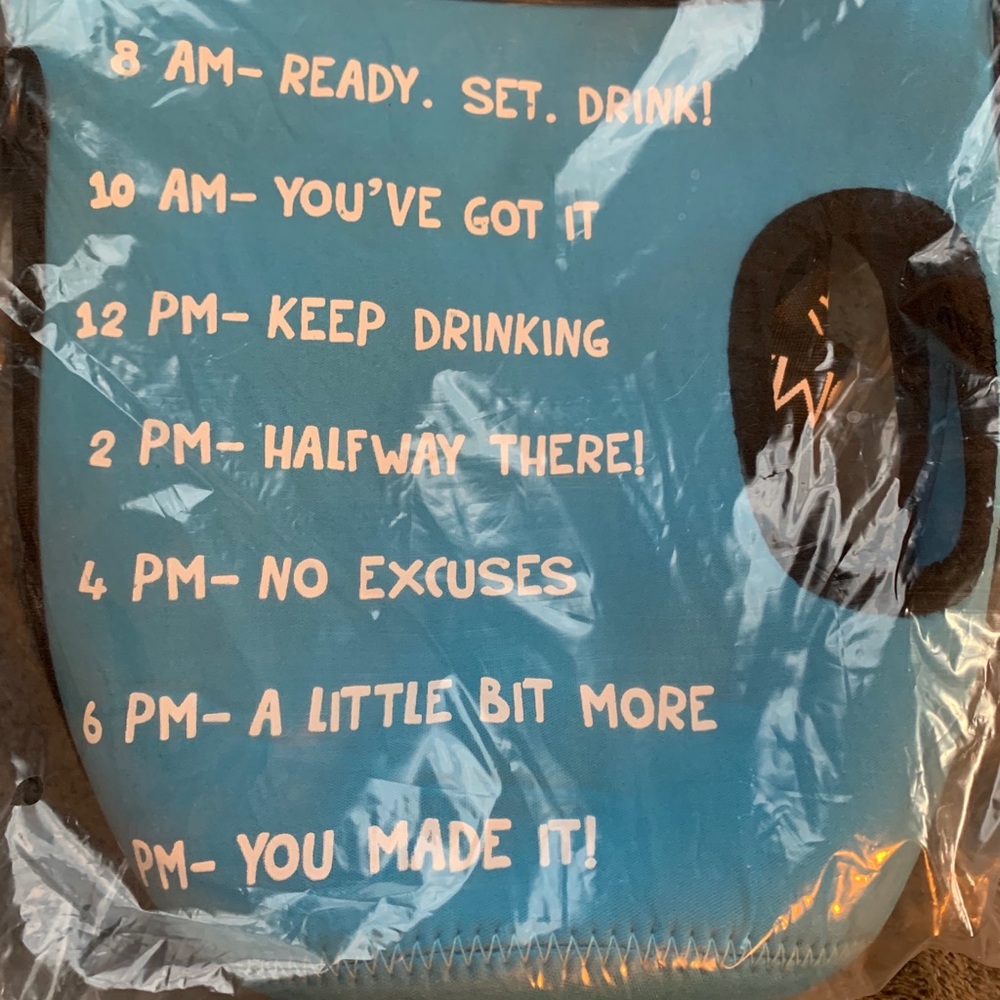 8 AM- READY. SET. DRINK!
10 AM- YOU'VE GOT IT
12 PM- KEEP DRINKING
2 PM- HALFWAY THERE!
4 PM- NO EXCUSES
6 PM- A LITTLE BIT MORE
PM- YOU MADE IT!